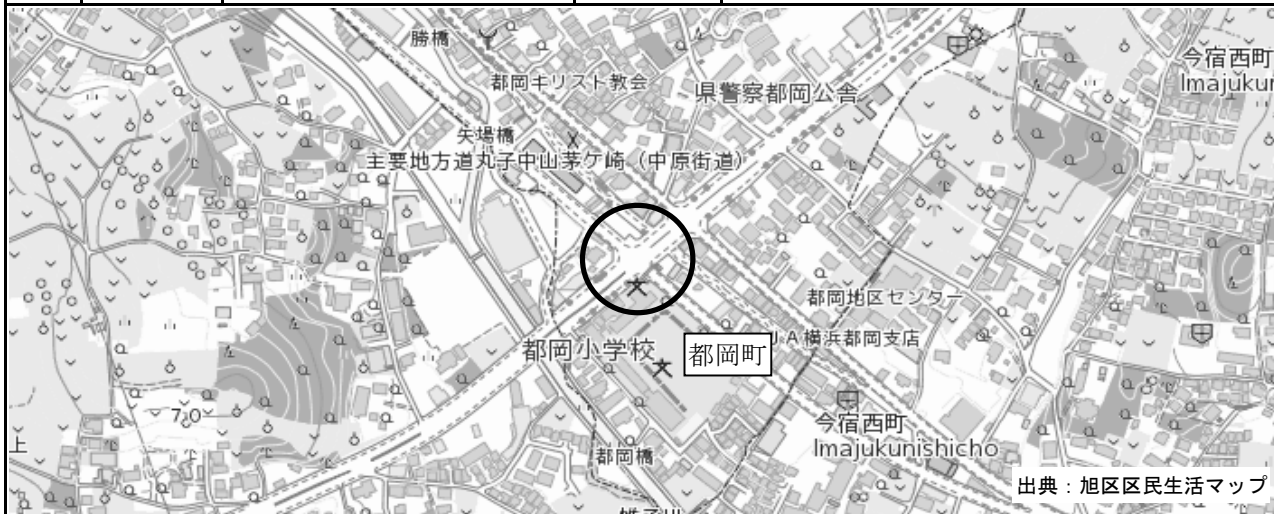 勝橋
都岡キリスト教会
県警察都岡公舎
今宿西町
Imajuku
矢場橋
主要地方道丸子中山茅ケ崎(中原街道)
都岡地区センター
JA横浜都岡支店
都岡小学校
都岡町
70
今宿西町
Imajukunishicho
上
都岡橋
出典:旭区区民生活マップ